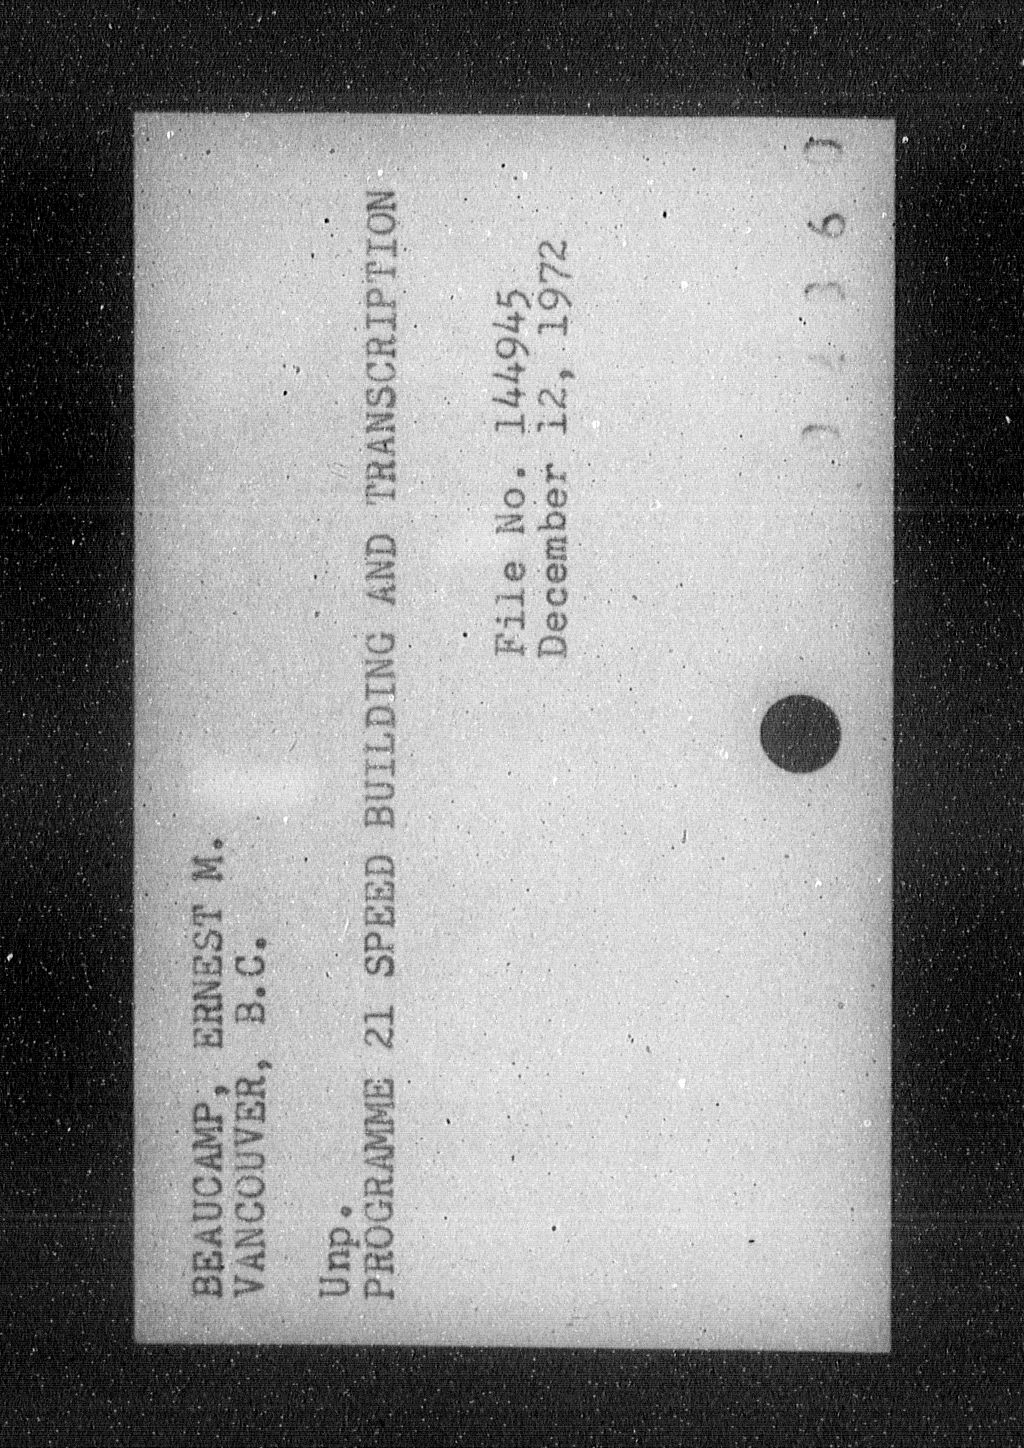 BEAUCAMP, ERNEST M.
VANCOUVER, B.C.
Unp.
PROGRAMME 21 SPEED BUILDING AND TRANSCRIPTION
File No. 144945
December 12, 1972